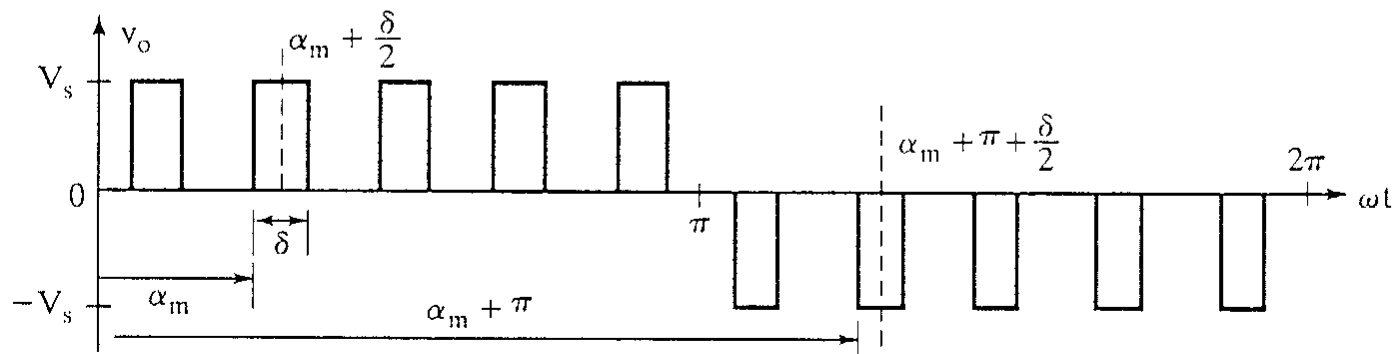 v_o
α_m + δ/2
V_s
α_m + π + δ/2
2π
0
π
ωt
δ
α_m
−V_s
α_m + π